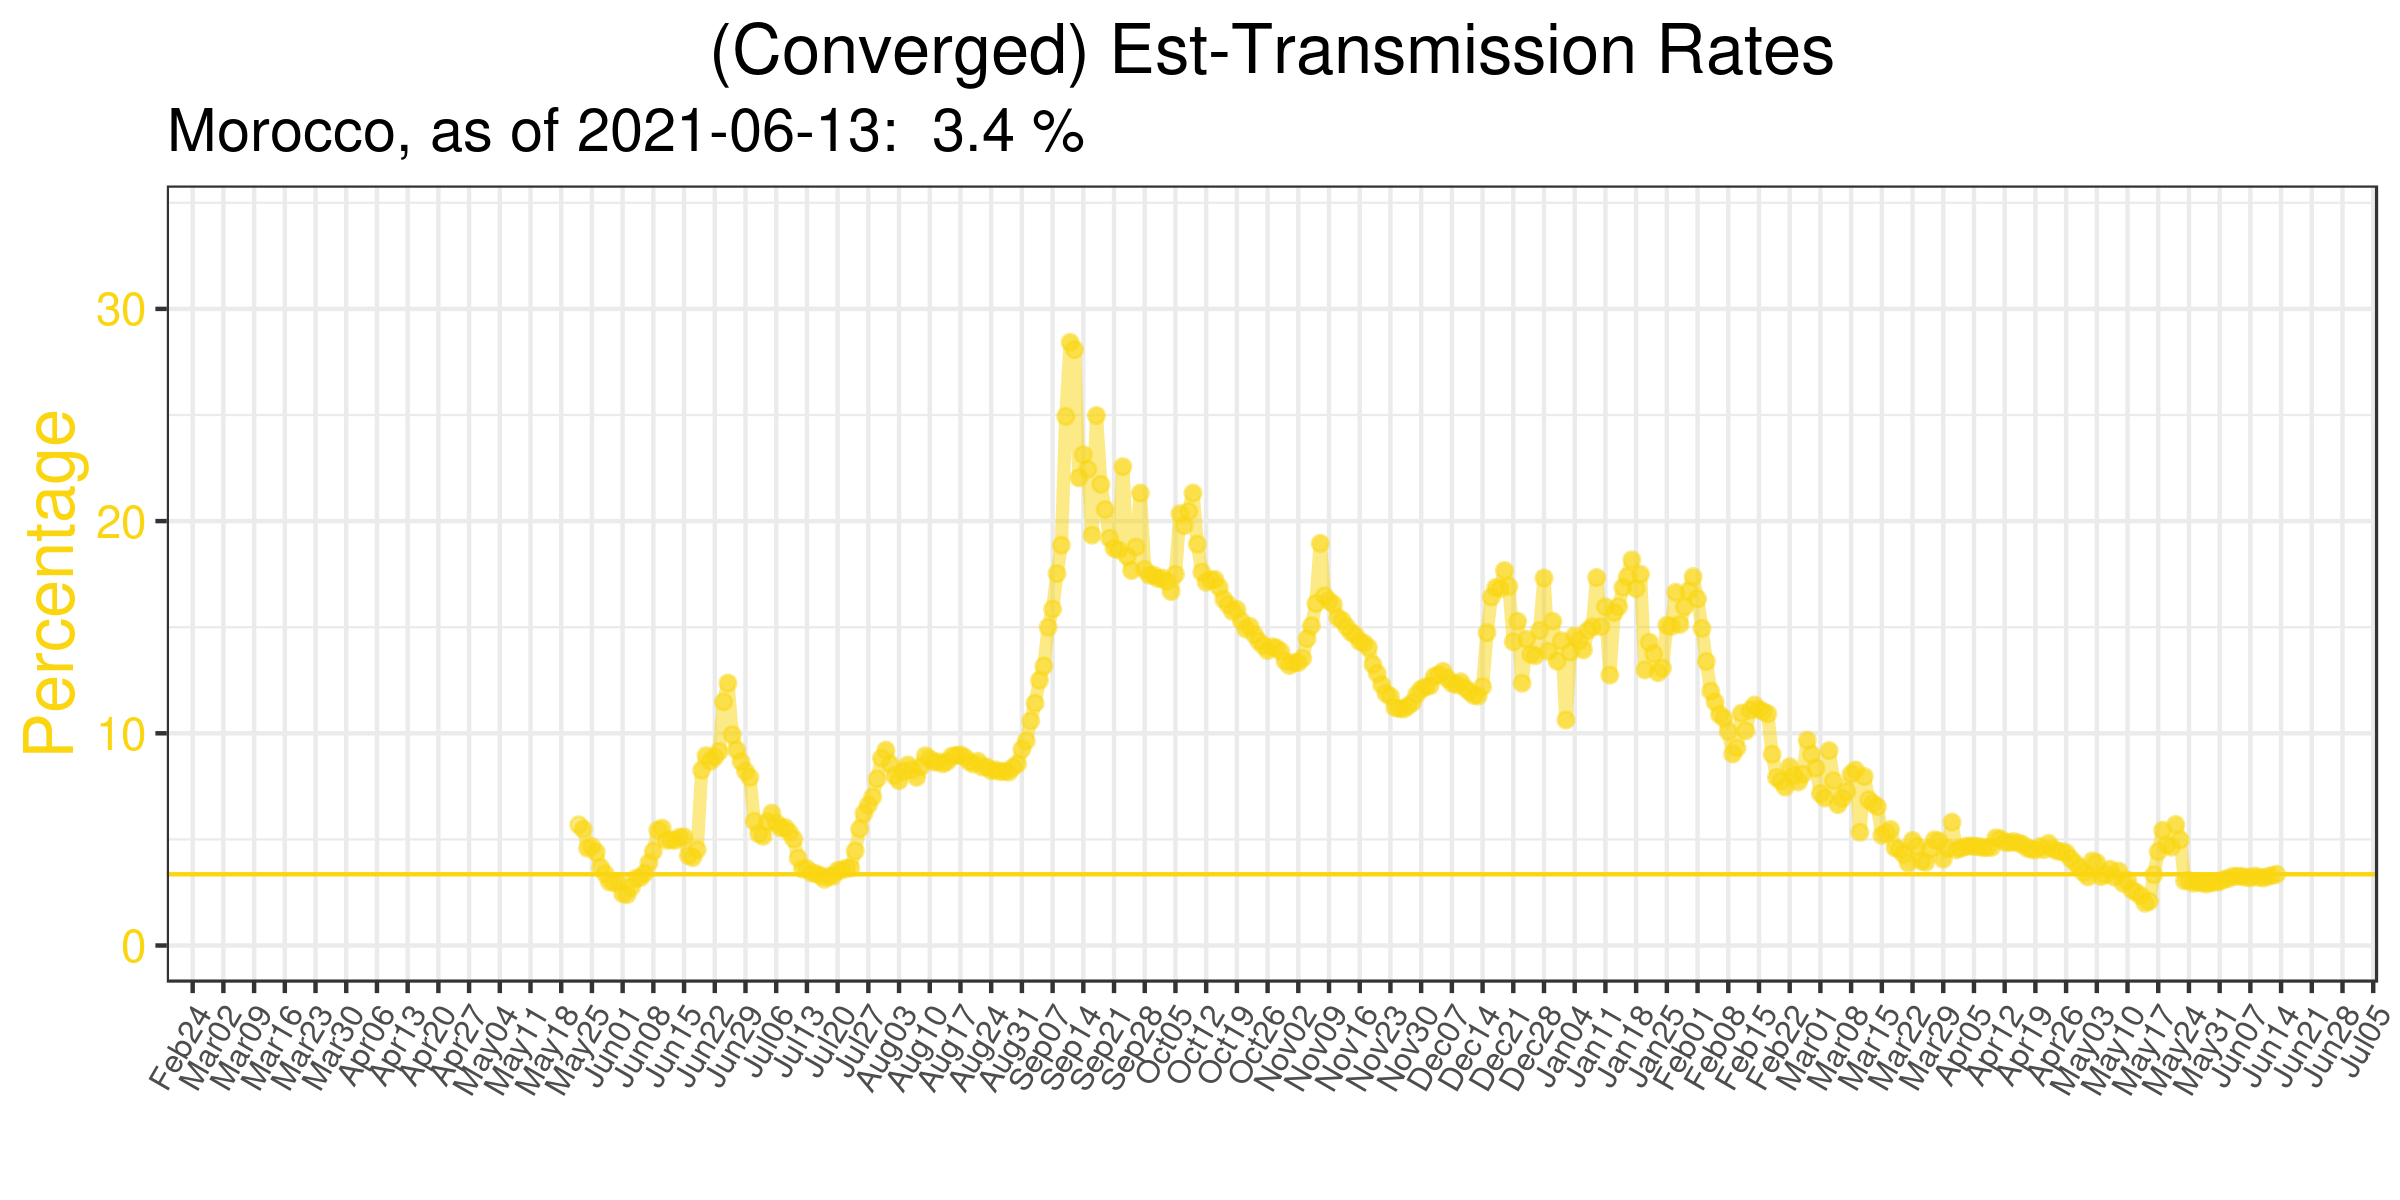 (Converged) Est-Transmission Rates
Morocco, as of 2021-06-13:  3.4 %
Percentage
30
20
10
0
Feb24
Mar02
Mar09
Mar16
Mar23
Mar30
Apr06
Apr13
Apr20
Apr27
May04
May11
May18
May25
Jun01
Jun08
Jun15
Jun22
Jun29
Jul06
Jul13
Jul20
Jul27
Aug03
Aug10
Aug17
Aug24
Aug31
Sep07
Sep14
Sep21
Sep28
Oct05
Oct12
Oct19
Oct26
Nov02
Nov09
Nov16
Nov23
Nov30
Dec07
Dec14
Dec21
Dec28
Jan04
Jan11
Jan18
Jan25
Feb01
Feb08
Feb15
Feb22
Mar01
Mar08
Mar15
Mar22
Mar29
Apr05
Apr12
Apr19
Apr26
May03
May10
May17
May24
May31
Jun07
Jun14
Jun21
Jun28
Jul05